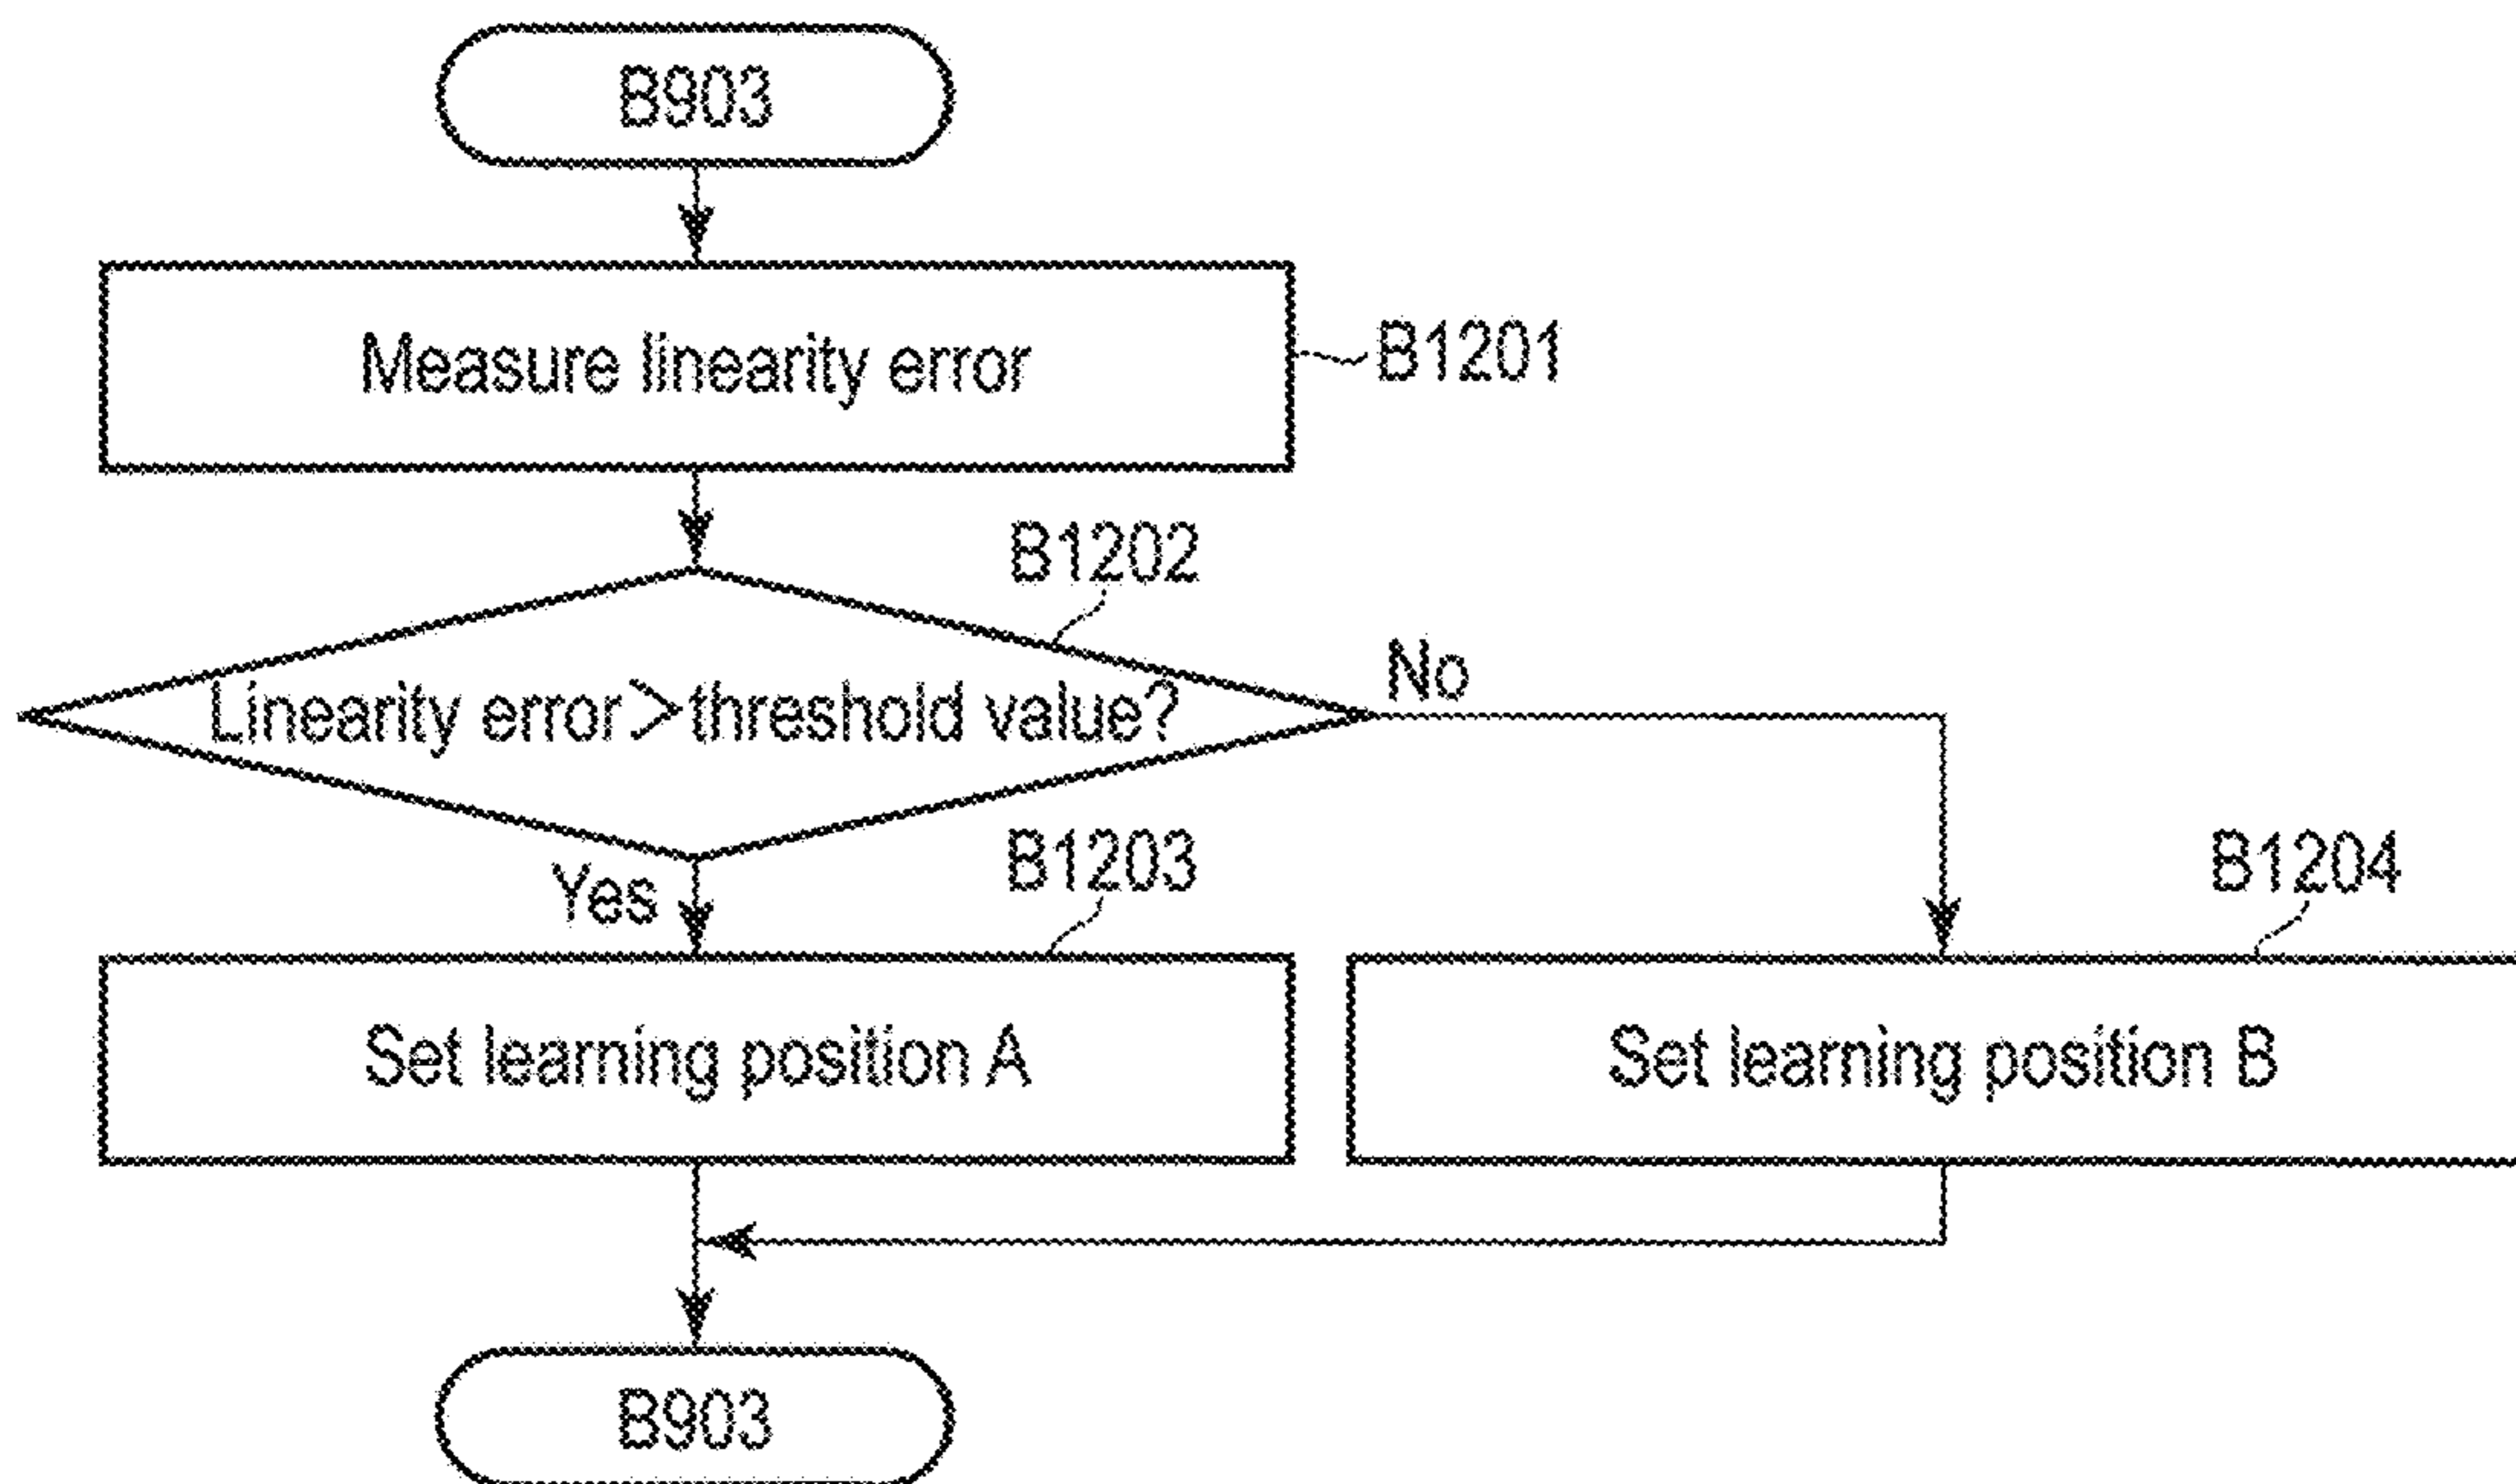 B903
Measure linearity error
B1201
B1202
Linearity error>threshold value?
No
Yes
B1203
B1204
Set learning position A
Set learning position B
B903